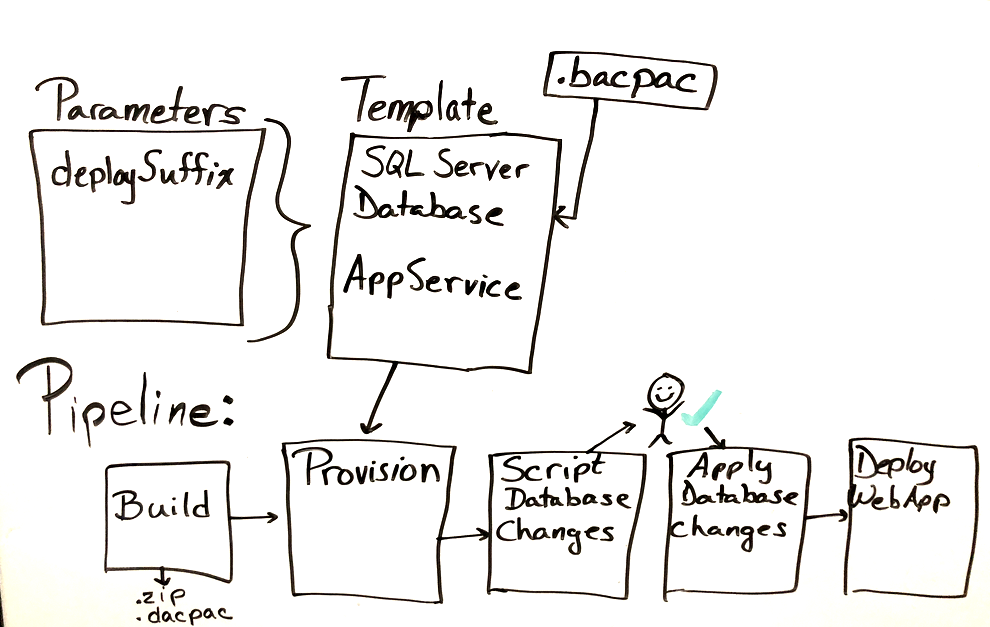 Parameters
deploySuffix
Template
SQL Server
Database
AppService
.bacpac
Pipeline:
Build
.zip
.dacpac
Provision
Script
Database
Changes
Apply
Database
changes
Deploy
WebApp